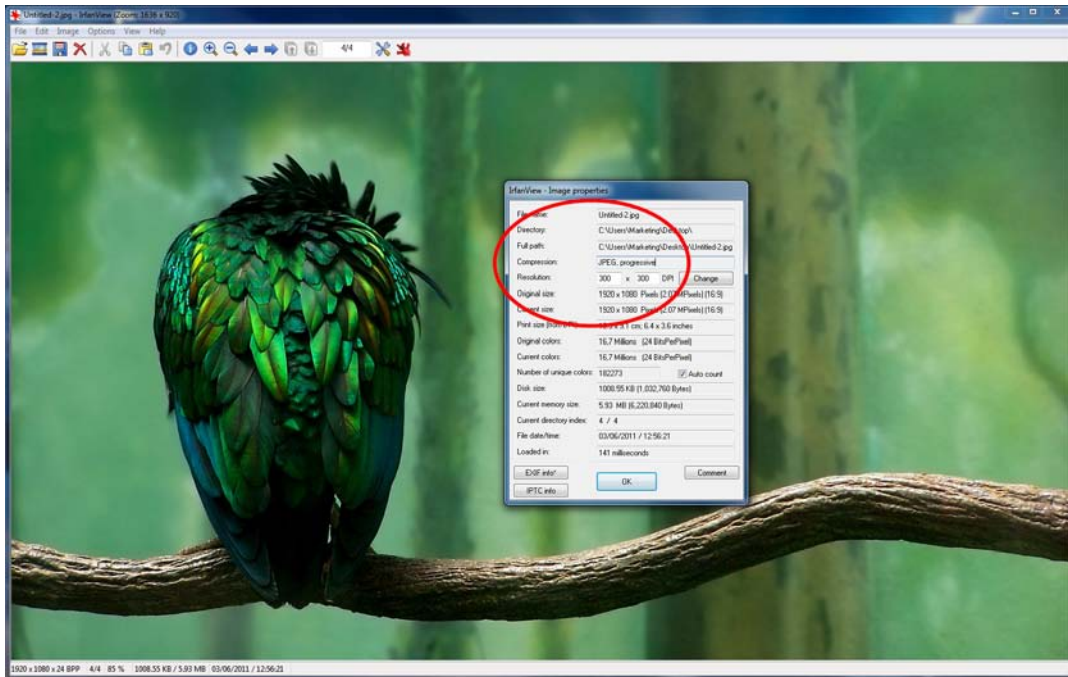 Untitled-2.jpg - IrfanView (Zoom: 1636 x 920)
File Edit Image Options View Help
4/4
IrfanView - Image properties
File name: Untitled-2.jpg
Directory: C:\Users\Marketing\Desktop\
Full path: C:\Users\Marketing\Desktop\Untitled-2.jpg
Compression: JPEG, progressive
Resolution: 300 x 300 DPI Change
Original size: 1920 x 1080 Pixels (2.07 MPixels) (16:9)
Current size: 1920 x 1080 Pixels (2.07 MPixels) (16:9)
Print size (from DPI): cm; 6.4 x 3.6 inches
Original colors: 16,7 Millions (24 BitsPerPixel)
Current colors: 16,7 Millions (24 BitsPerPixel)
Number of unique colors: 182273 Auto count
Disk size: 1008.55 KB (1,032,760 Bytes)
Current memory size: 5.93 MB (6,220,840 Bytes)
Current directory index: 4 / 4
File date/time: 03/06/2011 / 12:56:21
Loaded in: 141 milliseconds
EXIF info* Comment
OK
IPTC info
1920 x 1080 x 24 BPP 4/4 85 % 1008.55 KB / 5.93 MB 03/06/2011 / 12:56:21